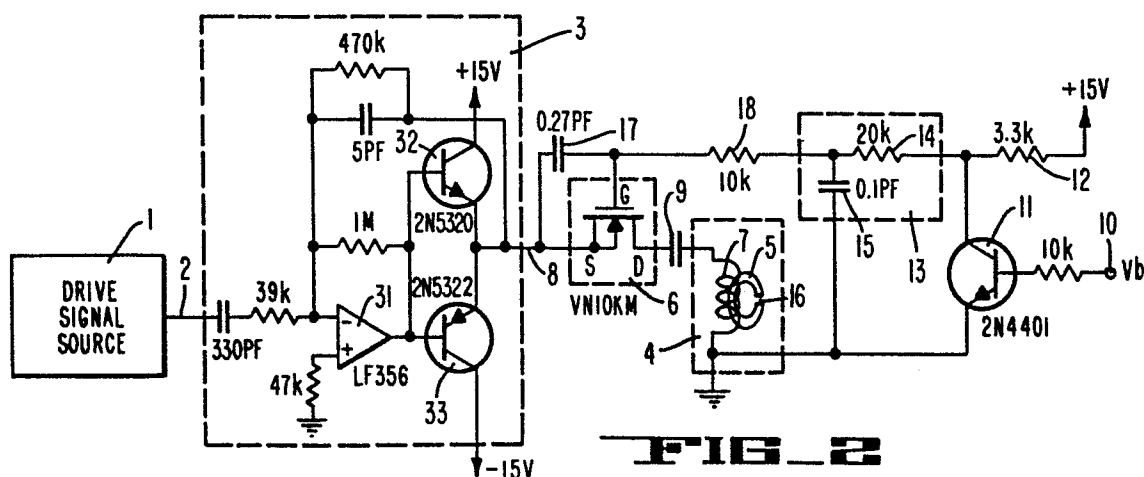 3
470k
+15V
5PF
32
2N5320
1M
2N5322
1
DRIVE
SIGNAL
SOURCE
2
330PF
39k
31
-
+
LF356
47k
33
-15V
0.27PF
17
18
10k
G
S
D
VN10KM
6
8
9
7
5
16
4
20k
14
0.1PF
15
13
3.3k
12
+15V
11
10k
10
Vb
2N4401
FIG_2